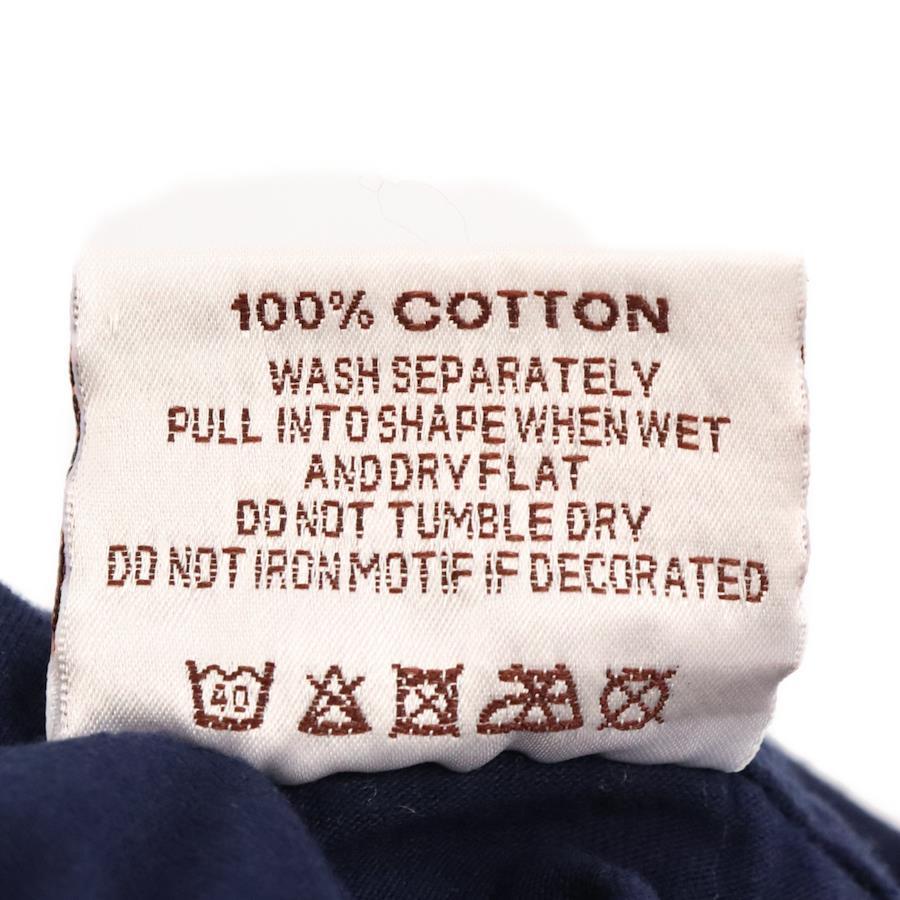 100% COTTON
WASH SEPARATELY
PULL INTO SHAPE WHEN WET
AND DRY FLAT
DO NOT TUMBLE DRY
DO NOT IRON MOTIF IF DECORATED
40